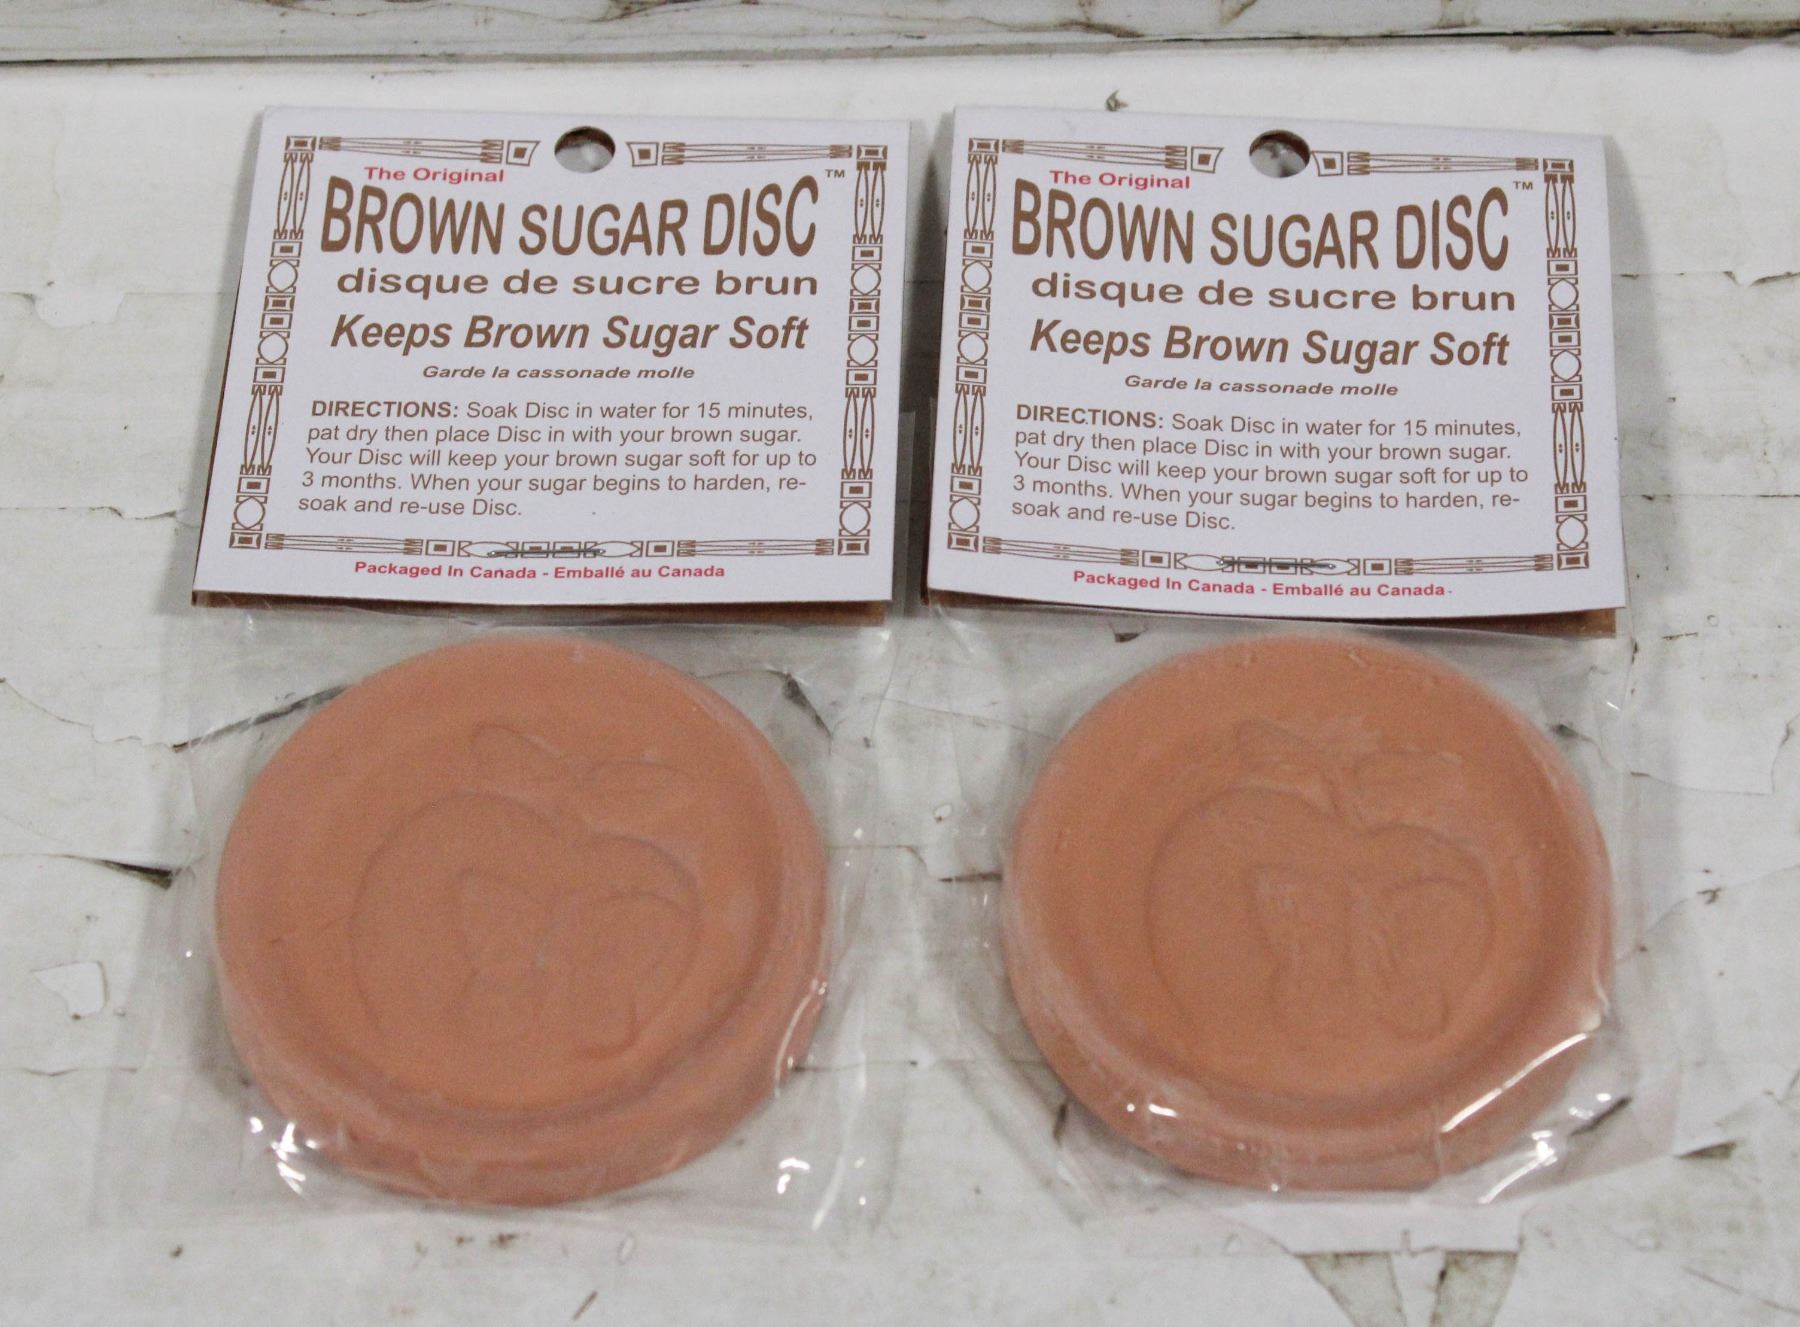 The Original
BROWN SUGAR DISC™
disque de sucre brun
Keeps Brown Sugar Soft
Garde la cassonade molle
DIRECTIONS: Soak Disc in water for 15 minutes,
pat dry then place Disc in with your brown sugar.
Your Disc will keep your brown sugar soft for up to
3 months. When your sugar begins to harden, re-
soak and re-use Disc.
Packaged In Canada - Emballé au Canada
The Original
BROWN SUGAR DISC™
disque de sucre brun
Keeps Brown Sugar Soft
Garde la cassonade molle
DIRECTIONS: Soak Disc in water for 15 minutes,
pat dry then place Disc in with your brown sugar.
Your Disc will keep your brown sugar soft for up to
3 months. When your sugar begins to harden, re-
soak and re-use Disc.
Packaged In Canada - Emballé au Canada